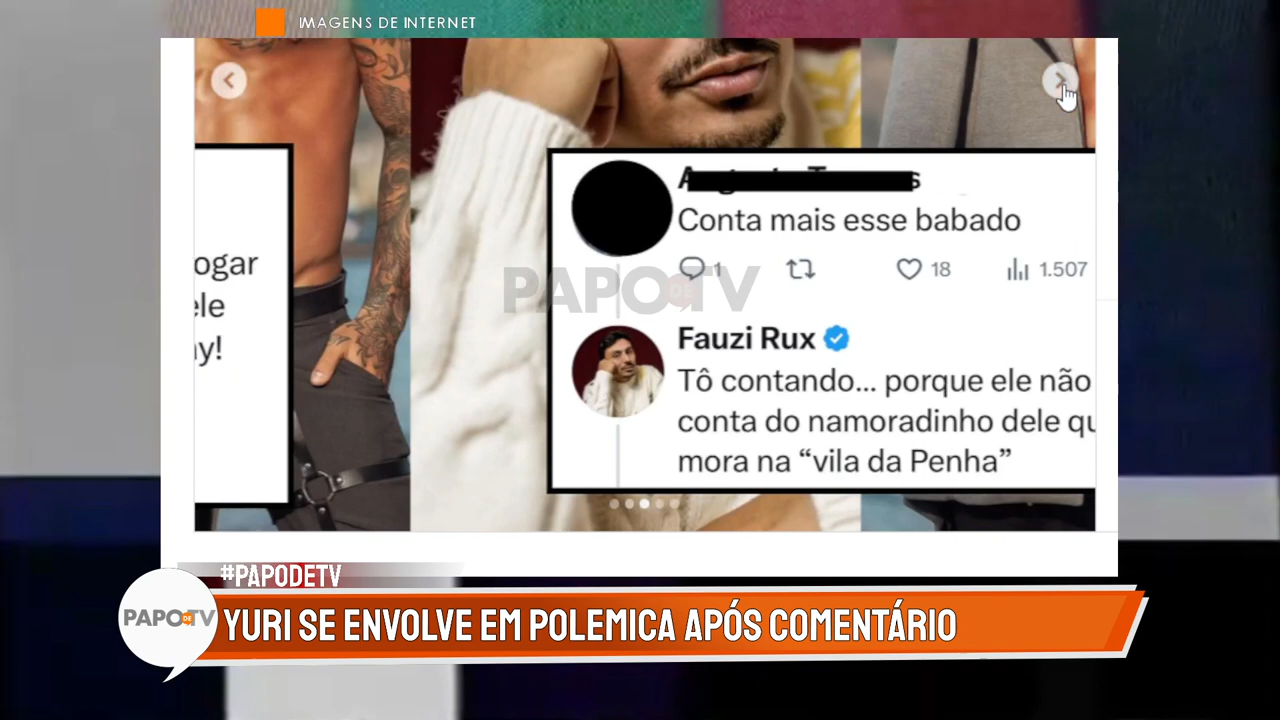 IMAGENS DE INTERNET
Conta mais esse babado
1 18 1.507
ogar
ele
y!
PAPO DE TV
Fauzi Rux
Tô contando... porque ele não
conta do namoradinho dele qu
mora na “vila da Penha”
#PAPODETV
PAPO DE TV
YURI SE ENVOLVE EM POLEMICA APÓS COMENTÁRIO